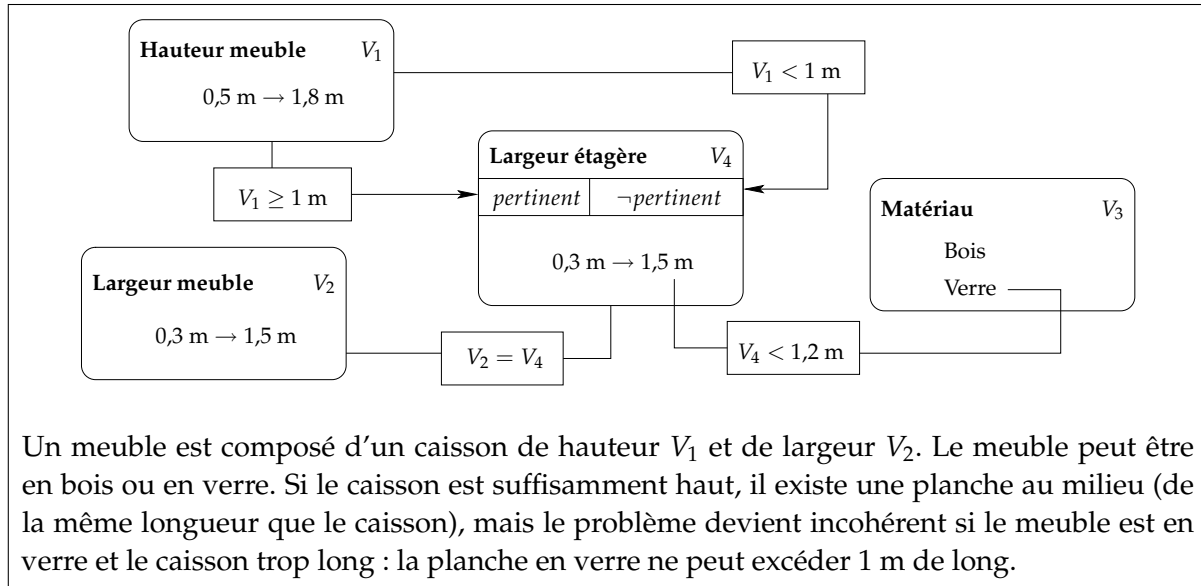 Hauteur meuble V₁
0,5 m → 1,8 m
V₁ < 1 m
V₁ ≥ 1 m
Largeur étagère V₄
pertinent ¬pertinent
0,3 m → 1,5 m
Matériau V₃
Bois
Verre
Largeur meuble V₂
0,3 m → 1,5 m
V₂ = V₄
V₄ < 1,2 m
Un meuble est composé d'un caisson de hauteur V₁ et de largeur V₂. Le meuble peut être
en bois ou en verre. Si le caisson est suffisamment haut, il existe une planche au milieu (de
la même longueur que le caisson), mais le problème devient incohérent si le meuble est en
verre et le caisson trop long : la planche en verre ne peut excéder 1 m de long.